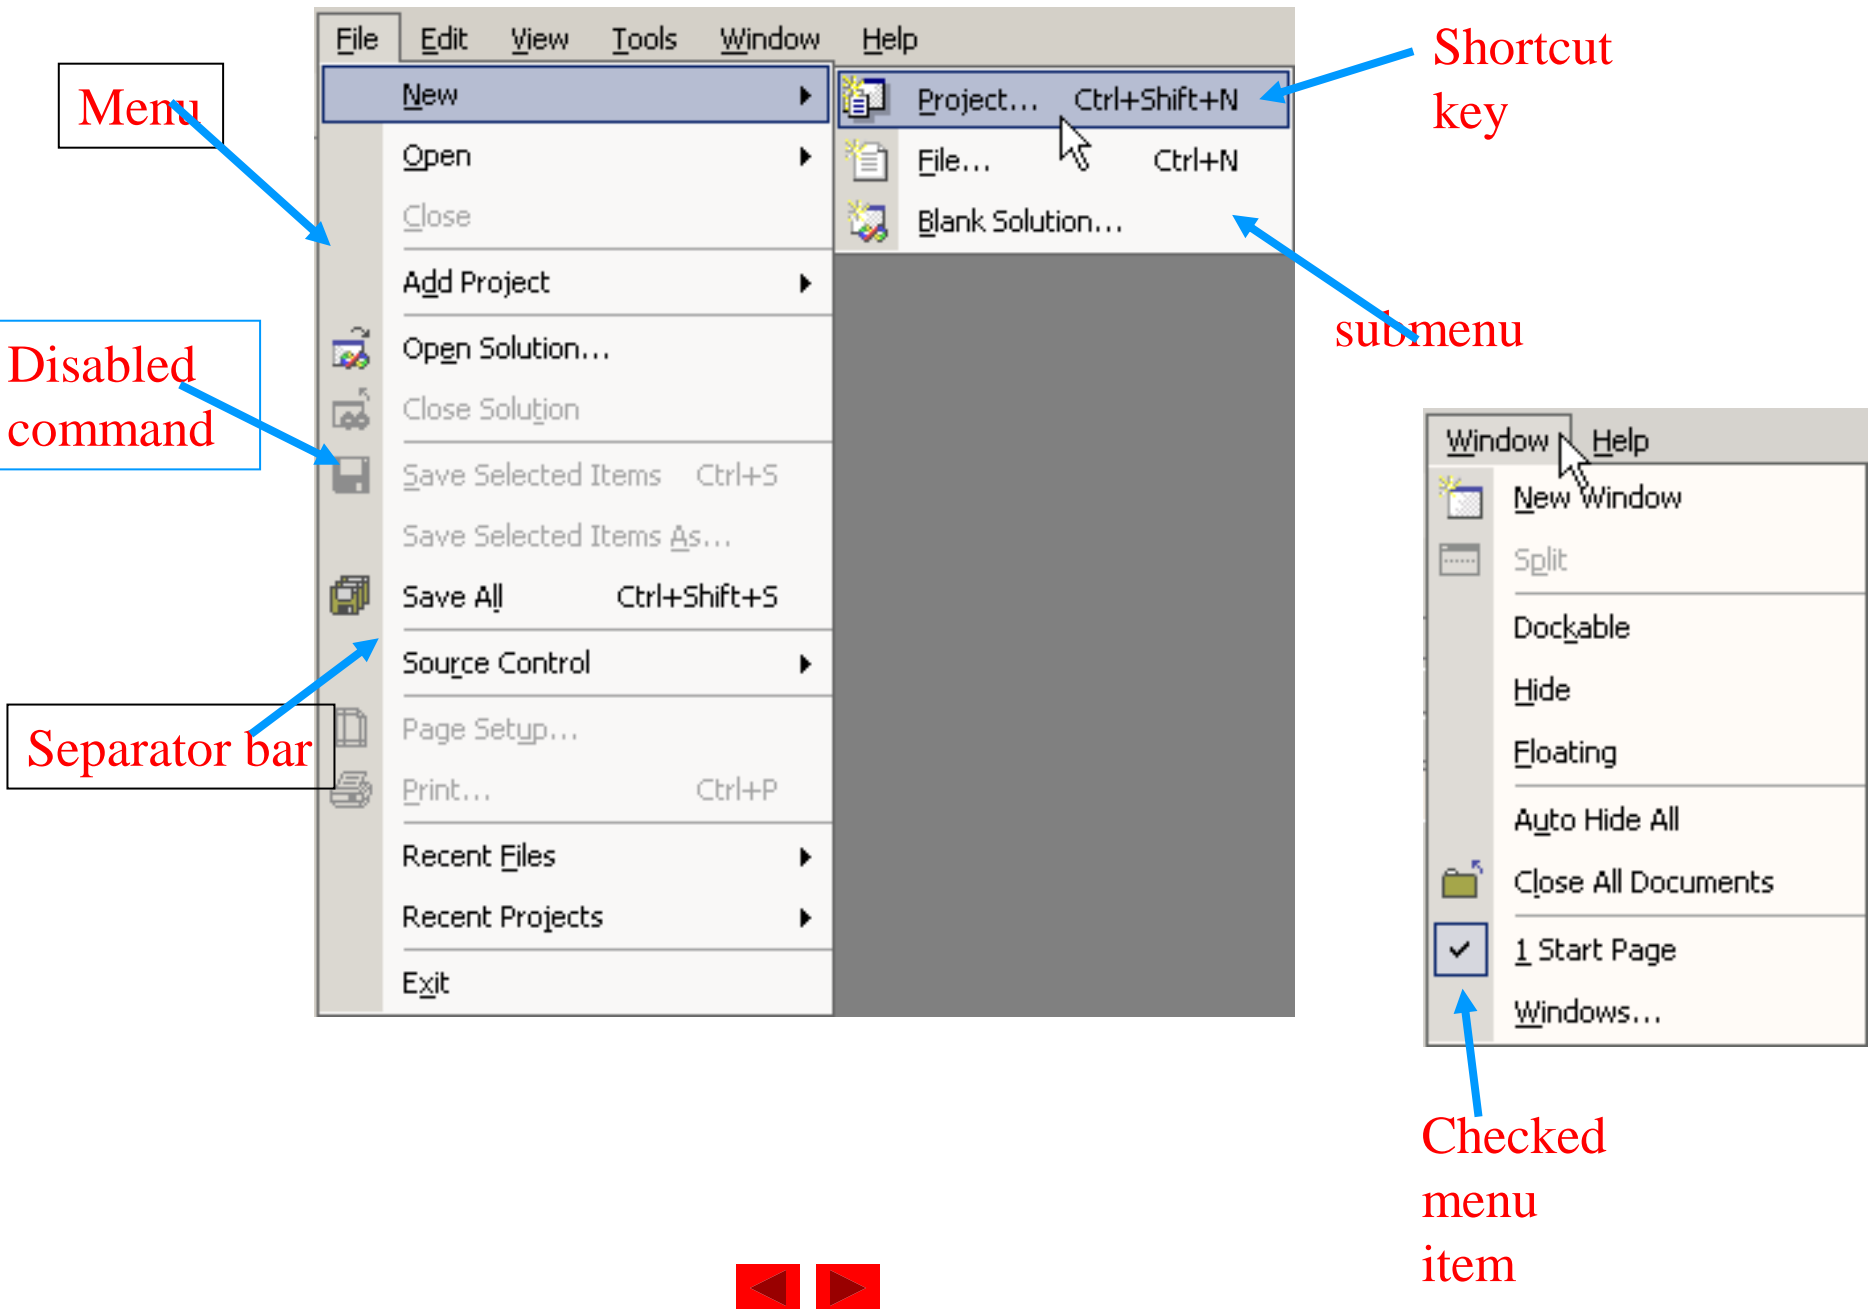 File Edit View Tools Window Help
Menu
New
Open
Close
Add Project
Open Solution...
Close Solution
Save Selected Items Ctrl+S
Save Selected Items As...
Save All Ctrl+Shift+S
Source Control
Page Setup...
Print... Ctrl+P
Recent Files
Recent Projects
Exit
Project... Ctrl+Shift+N
File... Ctrl+N
Blank Solution...
Shortcut
key
submenu
Disabled
command
Separator bar
Window Help
New Window
Split
Dockable
Hide
Floating
Auto Hide All
Close All Documents
1 Start Page
Windows...
Checked
menu
item